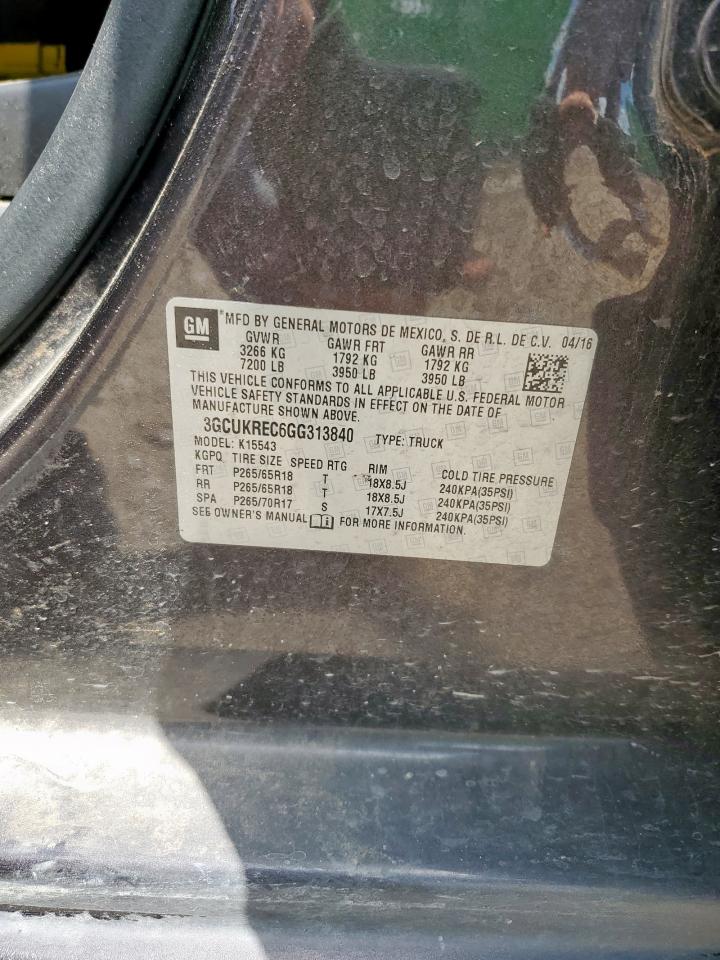 GM *MFD BY GENERAL MOTORS DE MEXICO, S. DE R.L. DE C.V. 04/16
GVWR GAWR FRT GAWR RR
3266 KG 1792 KG 1792 KG
7200 LB 3950 LB 3950 LB
THIS VEHICLE CONFORMS TO ALL APPLICABLE U.S. FEDERAL MOTOR
VEHICLE SAFETY STANDARDS IN EFFECT ON THE DATE OF
MANUFACTURE SHOWN ABOVE.
3GCUKREC6GG313840 TYPE: TRUCK
MODEL: K15543
KGPQ TIRE SIZE SPEED RTG RIM COLD TIRE PRESSURE
FRT P265/65R18 T 18X8.5J 240KPA(35PSI)
RR P265/65R18 T 18X8.5J 240KPA(35PSI)
SPA P265/70R17 S 17X7.5J 240KPA(35PSI)
SEE OWNER'S MANUAL FOR MORE INFORMATION.